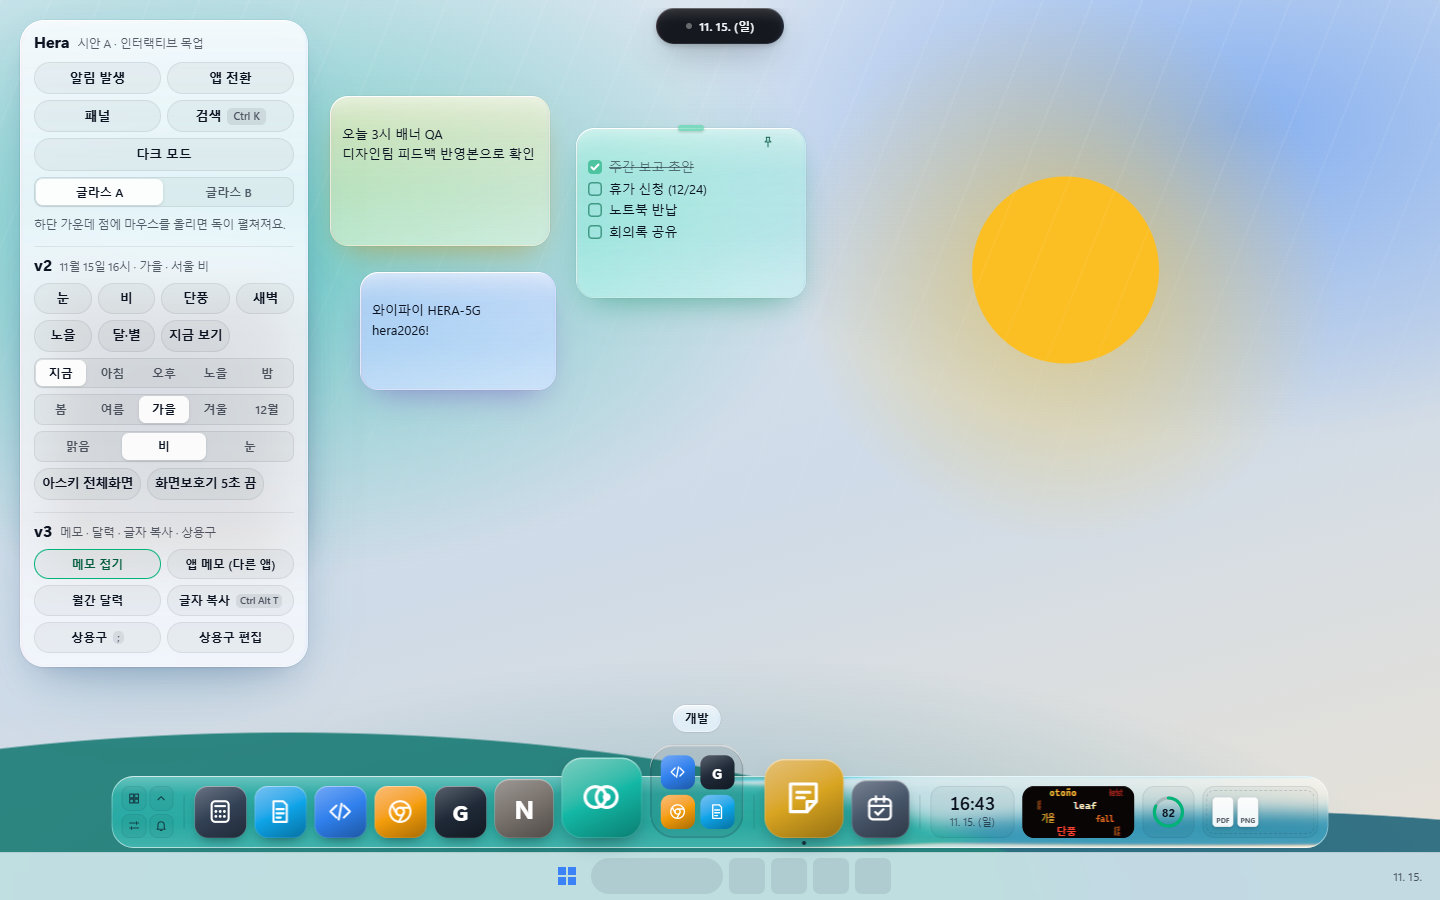 11. 15. (일)
Hera 시안 A · 인터랙티브 목업
알림 발생
앱 전환
패널
검색 Ctrl K
다크 모드
글라스 A
글라스 B
하단 가운데 점에 마우스를 올리면 독이 펼쳐져요.
v2 11월 15일 16시 · 가을 · 서울 비
눈
비
단풍
새벽
노을
달·별
지금 보기
지금
아침
오후
노을
밤
봄
여름
가을
겨울
12월
맑음
비
눈
아스키 전체화면
화면보호기 5초 끔
v3 메모 · 달력 · 글자 복사 · 상용구
메모 접기
앱 메모 (다른 앱)
월간 달력
글자 복사 Ctrl Alt T
상용구 ;
상용구 편집
오늘 3시 배너 QA
디자인팀 피드백 반영본으로 확인
주간 보고 초안
휴가 신청 (12/24)
노트북 반납
회의록 공유
와이파이 HERA-5G
hera2026!
개발
G
G
N
16:43
11. 15. (일)
otoño
leaf
가을
fall
단풍
82
PDF
PNG
11. 15.